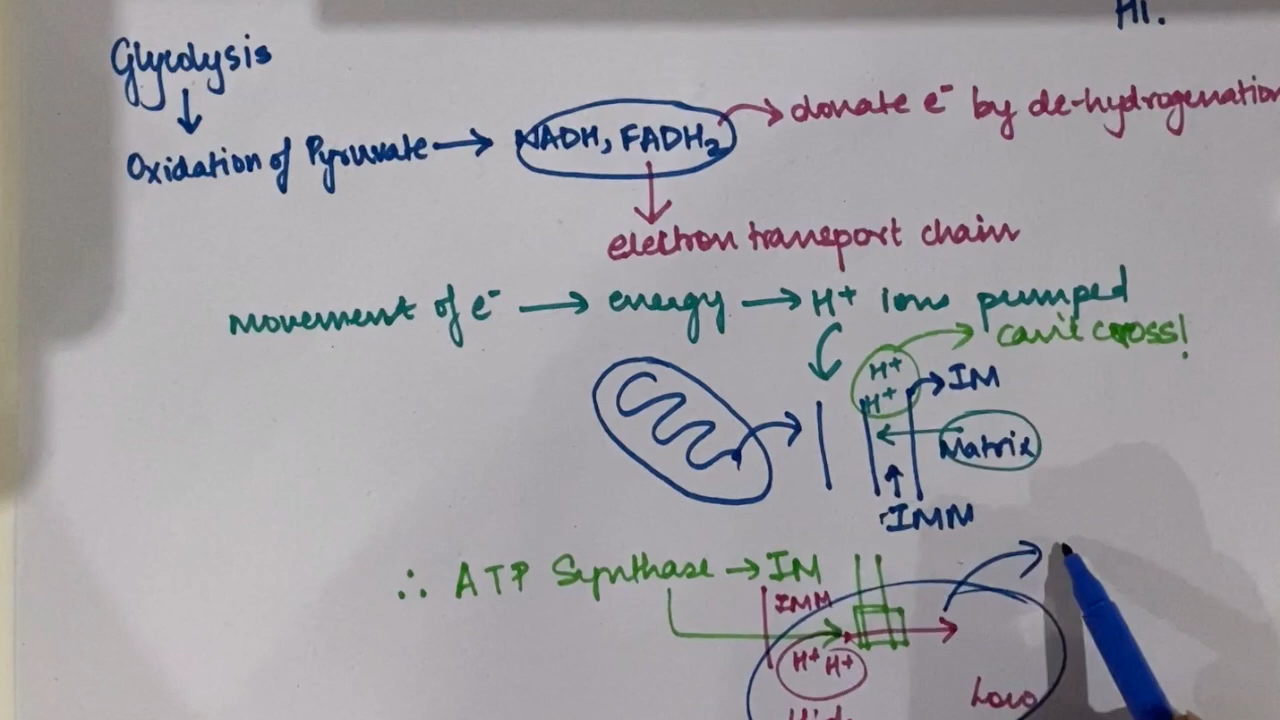 HI.
Glycolysis
Oxidation of Pyruvate → NADH, FADH2 → donate e- by de-hydrogenation
electron transport chain
movement of e- → energy → H+ ions pumped
can't cross!
H+
H+
IM
Matrix
IMM
∴ ATP Synthase → IM
IMM
H+ H+
Low